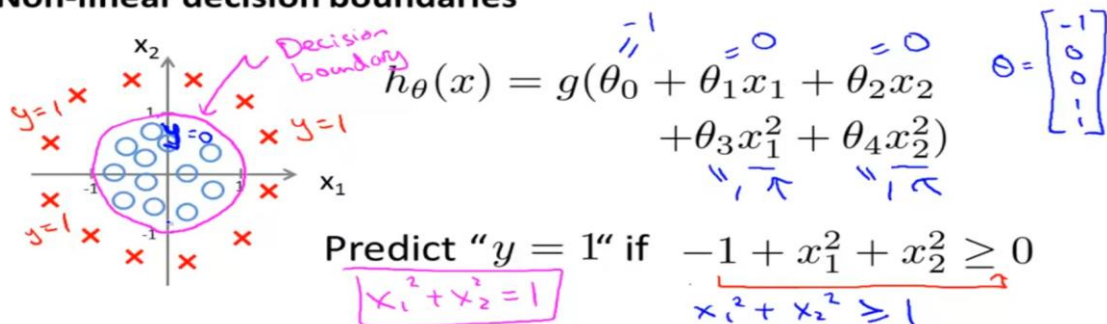 Non-linear decision boundaries
x₂
Decision
boundary
y=1
y=0
y=1
1
-1
1
x₁
-1
y=1
= -1
= 0
= 0
h_θ(x) = g(θ₀ + θ₁x₁ + θ₂x₂
+θ₃x₁² + θ₄x₂²)
= 1
= 1
θ = [-1
0
0
1
1]
Predict “y = 1“ if −1 + x₁² + x₂² ≥ 0
x₁² + x₂² = 1
x₁² + x₂² ≥ 1